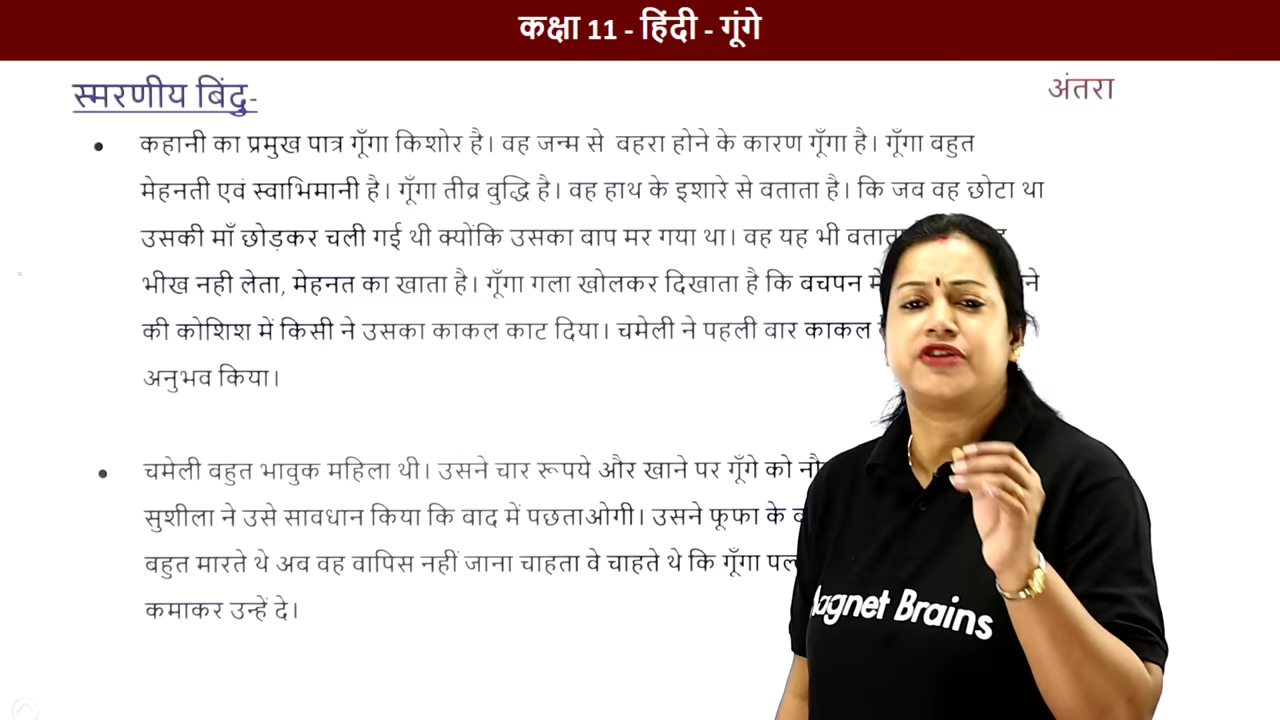 कक्षा 11 - हिंदी - गूंगे
स्मरणीय बिंदु-
अंतरा
कहानी का प्रमुख पात्र गूँगा किशोर है। वह जन्म से वहरा होने के कारण गूँगा है। गूँगा बहुत
मेहनती एवं स्वाभिमानी है। गूँगा तीव्र बुद्धि है। वह हाथ के इशारे से बताता है। कि जब वह छोटा था
उसकी माँ छोड़कर चली गई थी क्योंकि उसका बाप मर गया था। वह यह भी
भीख नही लेता, मेहनत का खाता है। गूँगा गला खोलकर दिखाता है कि बचपन
की कोशिश में किसी ने उसका काकल काट दिया। चमेली ने पहली बार काकल
अनुभव किया।
चमेली बहुत भावुक महिला थी। उसने चार रूपये और खाने पर गूँगे को
सुशीला ने उसे सावधान किया कि बाद में पछताओगी। उसने फूफा के
बहुत मारते थे अब वह वापिस नहीं जाना चाहता वे चाहते थे कि गूँगा
कमाकर उन्हें दे।
Magnet Brains